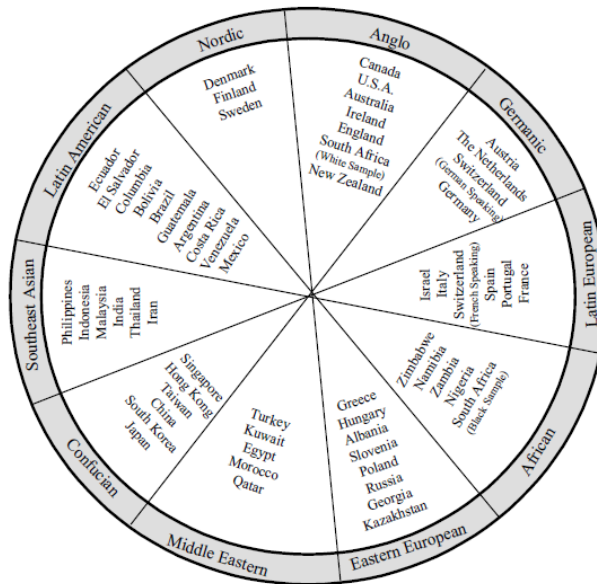 Nordic
Denmark
Finland
Sweden
Anglo
Canada
U.S.A.
Australia
Ireland
England
South Africa
(White Sample)
New Zealand
Germanic
Austria
The Netherlands
Switzerland
(German Speaking)
Germany
Latin European
Israel
Italy
Switzerland
(French Speaking)
Spain
Portugal
France
African
Zimbabwe
Namibia
Zambia
Nigeria
South Africa
(Black Sample)
Eastern European
Greece
Hungary
Albania
Slovenia
Poland
Russia
Georgia
Kazakhstan
Middle Eastern
Turkey
Kuwait
Egypt
Morocco
Qatar
Confucian
Singapore
Hong Kong
Taiwan
China
South Korea
Japan
Southeast Asian
Philippines
Indonesia
Malaysia
India
Thailand
Iran
Latin American
Ecuador
El Salvador
Columbia
Bolivia
Brazil
Guatemala
Argentina
Costa Rica
Venezuela
Mexico